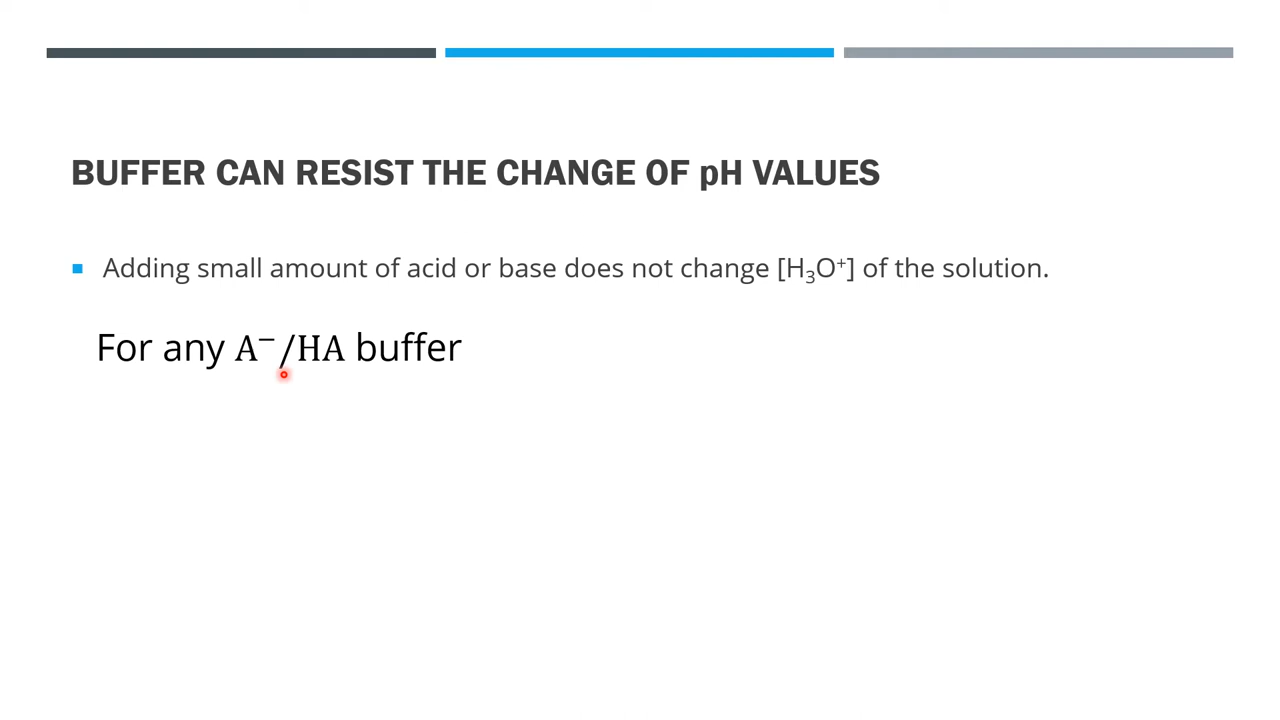 BUFFER CAN RESIST THE CHANGE OF pH VALUES
Adding small amount of acid or base does not change [H₃O⁺] of the solution.
For any A⁻/HA buffer